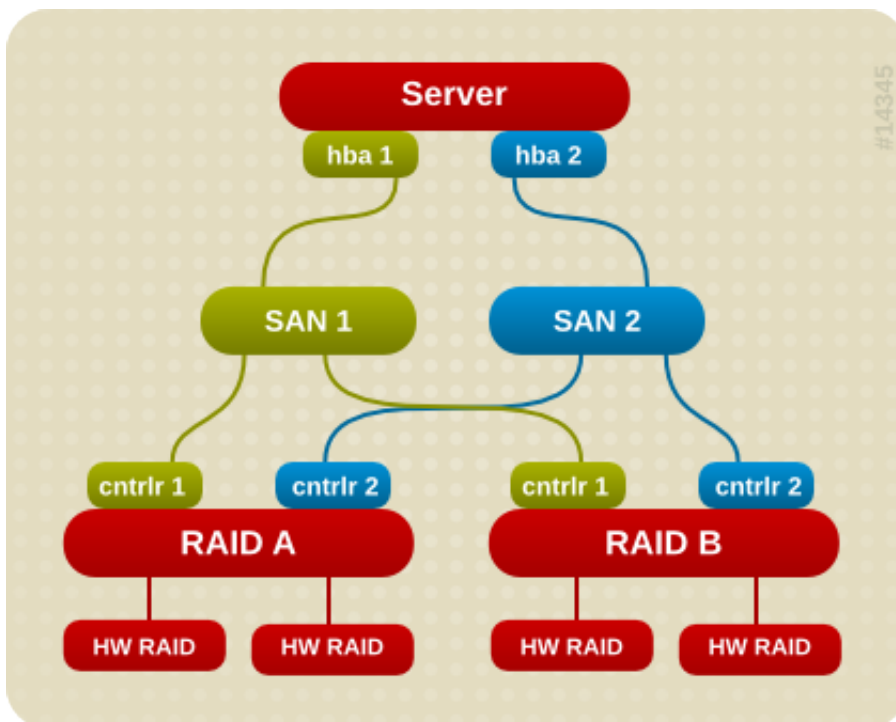 Server
#14345
hba 1
hba 2
SAN 1
SAN 2
cntrlr 1
cntrlr 2
cntrlr 1
cntrlr 2
RAID A
RAID B
HW RAID
HW RAID
HW RAID
HW RAID